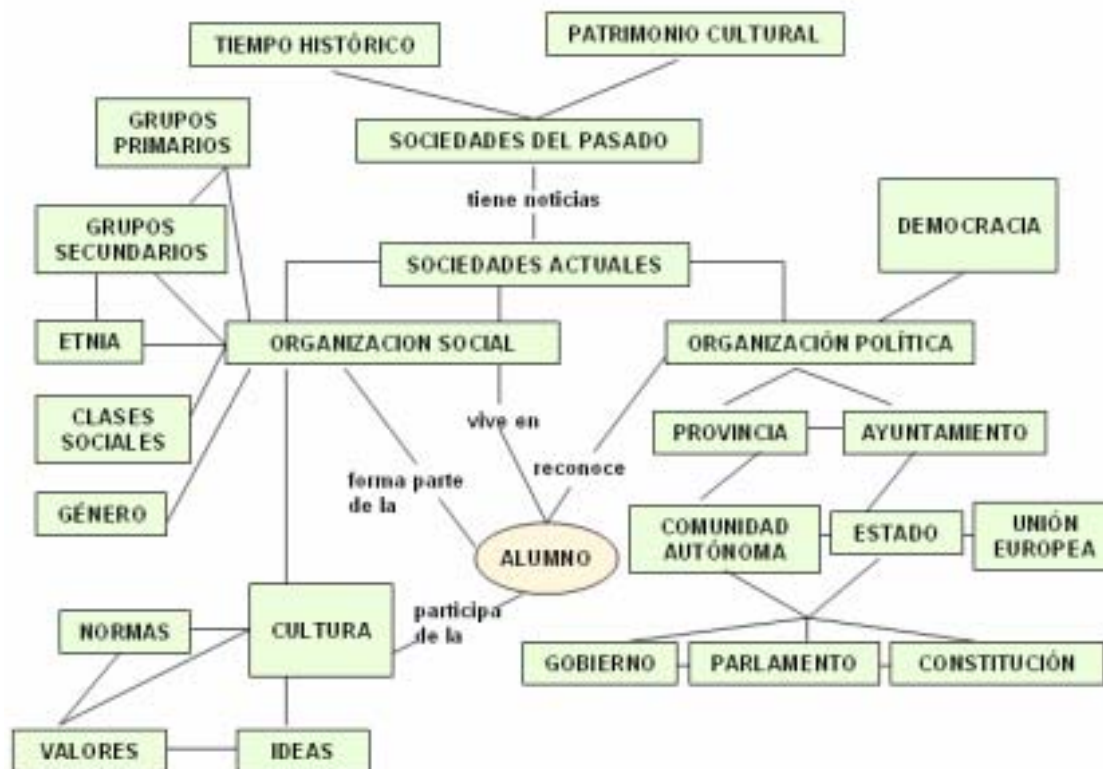 TIEMPO HISTÓRICO
PATRIMONIO CULTURAL
GRUPOS
PRIMARIOS
SOCIEDADES DEL PASADO
tiene noticias
GRUPOS
SECUNDARIOS
DEMOCRACIA
SOCIEDADES ACTUALES
ETNIA
ORGANIZACION SOCIAL
ORGANIZACIÓN POLÍTICA
CLASES
SOCIALES
vive en
PROVINCIA
AYUNTAMIENTO
forma parte
de la
reconoce
GÉNERO
COMUNIDAD
AUTÓNOMA
ESTADO
UNIÓN
EUROPEA
ALUMNO
NORMAS
CULTURA
participa
de la
GOBIERNO
PARLAMENTO
CONSTITUCIÓN
VALORES
IDEAS